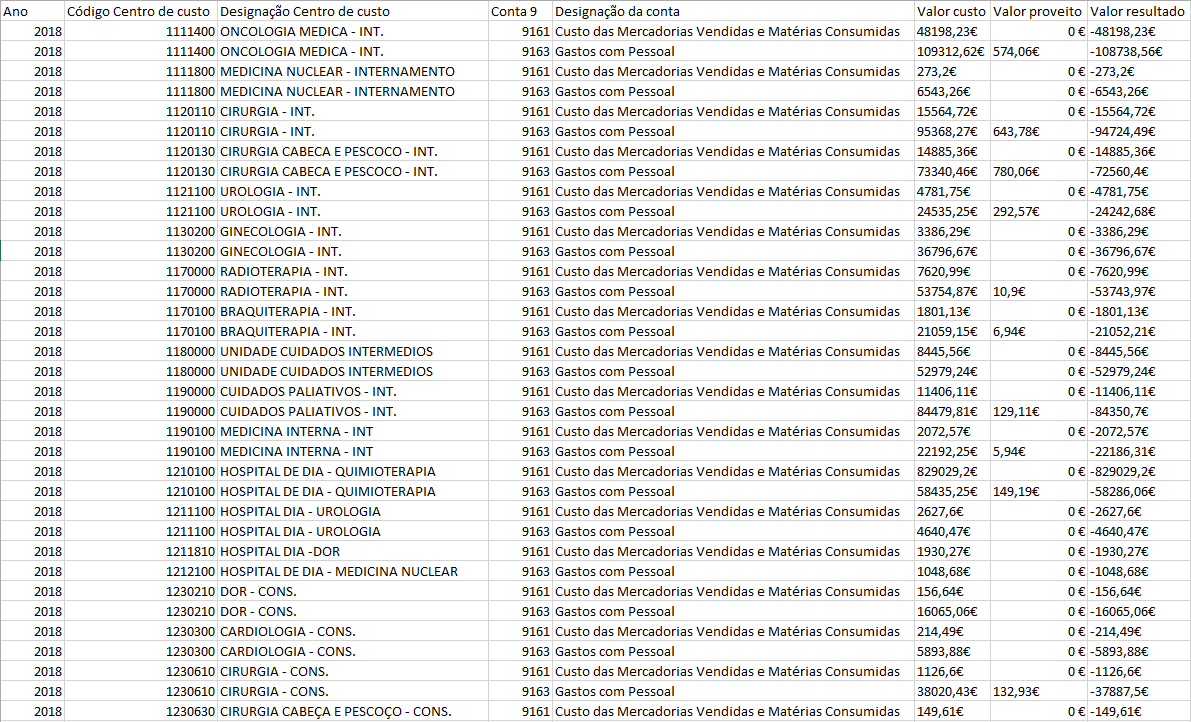 Ano Código Centro de custo Designação Centro de custo Conta 9 Designação da conta Valor custo Valor proveito Valor resultado
2018 1111400 ONCOLOGIA MEDICA - INT. 9161 Custo das Mercadorias Vendidas e Matérias Consumidas 48198,23€ 0 € -48198,23€
2018 1111400 ONCOLOGIA MEDICA - INT. 9163 Gastos com Pessoal 109312,62€ 574,06€ -108738,56€
2018 1111800 MEDICINA NUCLEAR - INTERNAMENTO 9161 Custo das Mercadorias Vendidas e Matérias Consumidas 273,2€ 0 € -273,2€
2018 1111800 MEDICINA NUCLEAR - INTERNAMENTO 9163 Gastos com Pessoal 6543,26€ 0 € -6543,26€
2018 1120110 CIRURGIA - INT. 9161 Custo das Mercadorias Vendidas e Matérias Consumidas 15564,72€ 0 € -15564,72€
2018 1120110 CIRURGIA - INT. 9163 Gastos com Pessoal 95368,27€ 643,78€ -94724,49€
2018 1120130 CIRURGIA CABECA E PESCOCO - INT. 9161 Custo das Mercadorias Vendidas e Matérias Consumidas 14885,36€ 0 € -14885,36€
2018 1120130 CIRURGIA CABECA E PESCOCO - INT. 9163 Gastos com Pessoal 73340,46€ 780,06€ -72560,4€
2018 1121100 UROLOGIA - INT. 9161 Custo das Mercadorias Vendidas e Matérias Consumidas 4781,75€ 0 € -4781,75€
2018 1121100 UROLOGIA - INT. 9163 Gastos com Pessoal 24535,25€ 292,57€ -24242,68€
2018 1130200 GINECOLOGIA - INT. 9161 Custo das Mercadorias Vendidas e Matérias Consumidas 3386,29€ 0 € -3386,29€
2018 1130200 GINECOLOGIA - INT. 9163 Gastos com Pessoal 36796,67€ 0 € -36796,67€
2018 1170000 RADIOTERAPIA - INT. 9161 Custo das Mercadorias Vendidas e Matérias Consumidas 7620,99€ 0 € -7620,99€
2018 1170000 RADIOTERAPIA - INT. 9163 Gastos com Pessoal 53754,87€ 10,9€ -53743,97€
2018 1170100 BRAQUITERAPIA - INT. 9161 Custo das Mercadorias Vendidas e Matérias Consumidas 1801,13€ 0 € -1801,13€
2018 1170100 BRAQUITERAPIA - INT. 9163 Gastos com Pessoal 21059,15€ 6,94€ -21052,21€
2018 1180000 UNIDADE CUIDADOS INTERMEDIOS 9161 Custo das Mercadorias Vendidas e Matérias Consumidas 8445,56€ 0 € -8445,56€
2018 1180000 UNIDADE CUIDADOS INTERMEDIOS 9163 Gastos com Pessoal 52979,24€ 0 € -52979,24€
2018 1190000 CUIDADOS PALIATIVOS - INT. 9161 Custo das Mercadorias Vendidas e Matérias Consumidas 11406,11€ 0 € -11406,11€
2018 1190000 CUIDADOS PALIATIVOS - INT. 9163 Gastos com Pessoal 84479,81€ 129,11€ -84350,7€
2018 1190100 MEDICINA INTERNA - INT 9161 Custo das Mercadorias Vendidas e Matérias Consumidas 2072,57€ 0 € -2072,57€
2018 1190100 MEDICINA INTERNA - INT 9163 Gastos com Pessoal 22192,25€ 5,94€ -22186,31€
2018 1210100 HOSPITAL DE DIA - QUIMIOTERAPIA 9161 Custo das Mercadorias Vendidas e Matérias Consumidas 829029,2€ 0 € -829029,2€
2018 1210100 HOSPITAL DE DIA - QUIMIOTERAPIA 9163 Gastos com Pessoal 58435,25€ 149,19€ -58286,06€
2018 1211100 HOSPITAL DE DIA - UROLOGIA 9161 Custo das Mercadorias Vendidas e Matérias Consumidas 2627,6€ 0 € -2627,6€
2018 1211100 HOSPITAL DE DIA - UROLOGIA 9163 Gastos com Pessoal 4640,47€ 0 € -4640,47€
2018 1211810 HOSPITAL DIA -DOR 9161 Custo das Mercadorias Vendidas e Matérias Consumidas 1930,27€ 0 € -1930,27€
2018 1212100 HOSPITAL DE DIA - MEDICINA NUCLEAR 9163 Gastos com Pessoal 1048,68€ 0 € -1048,68€
2018 1230210 DOR - CONS. 9161 Custo das Mercadorias Vendidas e Matérias Consumidas 156,64€ 0 € -156,64€
2018 1230210 DOR - CONS. 9163 Gastos com Pessoal 16065,06€ 0 € -16065,06€
2018 1230300 CARDIOLOGIA - CONS. 9161 Custo das Mercadorias Vendidas e Matérias Consumidas 214,49€ 0 € -214,49€
2018 1230300 CARDIOLOGIA - CONS. 9163 Gastos com Pessoal 5893,88€ 0 € -5893,88€
2018 1230610 CIRURGIA - CONS. 9161 Custo das Mercadorias Vendidas e Matérias Consumidas 1126,6€ 0 € -1126,6€
2018 1230610 CIRURGIA - CONS. 9163 Gastos com Pessoal 38020,43€ 132,93€ -37887,5€
2018 1230630 CIRURGIA CABEÇA E PESCOÇO - CONS. 9161 Custo das Mercadorias Vendidas e Matérias Consumidas 149,61€ 0 € -149,61€